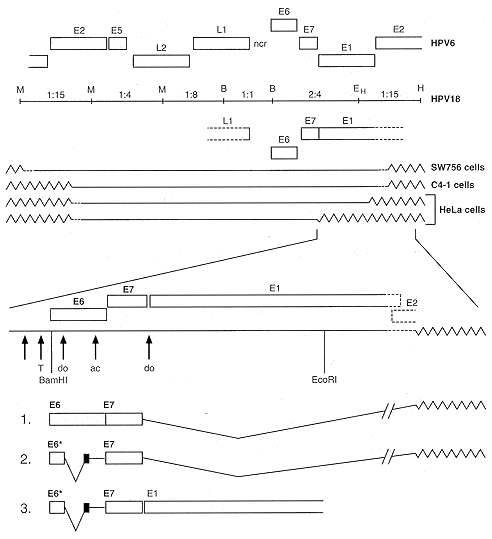 E6
E2 E5 L1 E7 E2
ncr HPV6
L2 E1
M M M B B E H H
1:15 1:4 1:8 1:1 2:4 1:15 HPV18
L1 E7 E1
E6
SW756 cells
C4-1 cells
HeLa cells
E7 E1
E6 E2
T do ac do
BamHI EcoRI
E6 E7
1.
E6* E7
2.
E6* E7 E1
3.